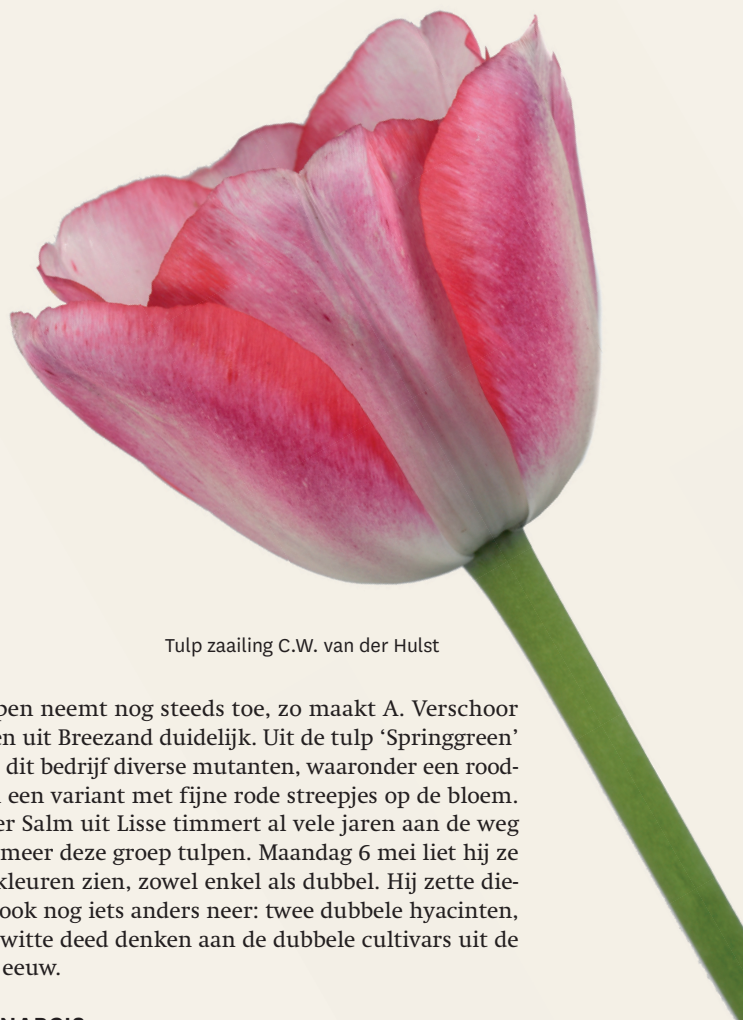 Tulp zaailing C.W. van der Hulst
neemt nog steeds toe, zo maakt A. Verschoor
uit Breezand duidelijk. Uit de tulp ‘Springgreen’
dit bedrijf diverse mutanten, waaronder een rood-
een variant met fijne rode streepjes op de bloem.
Salm uit Lisse timmert al vele jaren aan de weg
meer deze groep tulpen. Maandag 6 mei liet hij ze
kleuren zien, zowel enkel als dubbel. Hij zette die-
ook nog iets anders neer: twee dubbele hyacinten,
witte deed denken aan de dubbele cultivars uit de
eeuw.